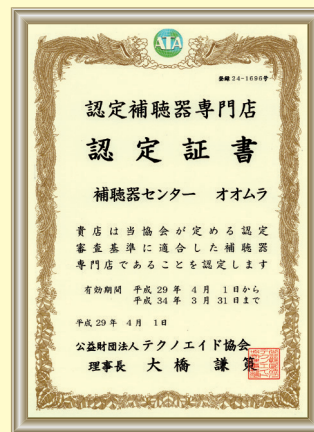 ATA
登録 24-1696号
認定補聴器専門店
認定証書
補聴器センター オオムラ
貴店は当協会が定める認定
審査基準に適合した補聴器
専門店であることを認定します
有効期間 平成 29 年 4 月 1 日から
平成 34 年 3 月 31 日まで
平成 29 年 4 月 1 日
公益財団法人 テクノエイド協会
理事長 大橋 謙策